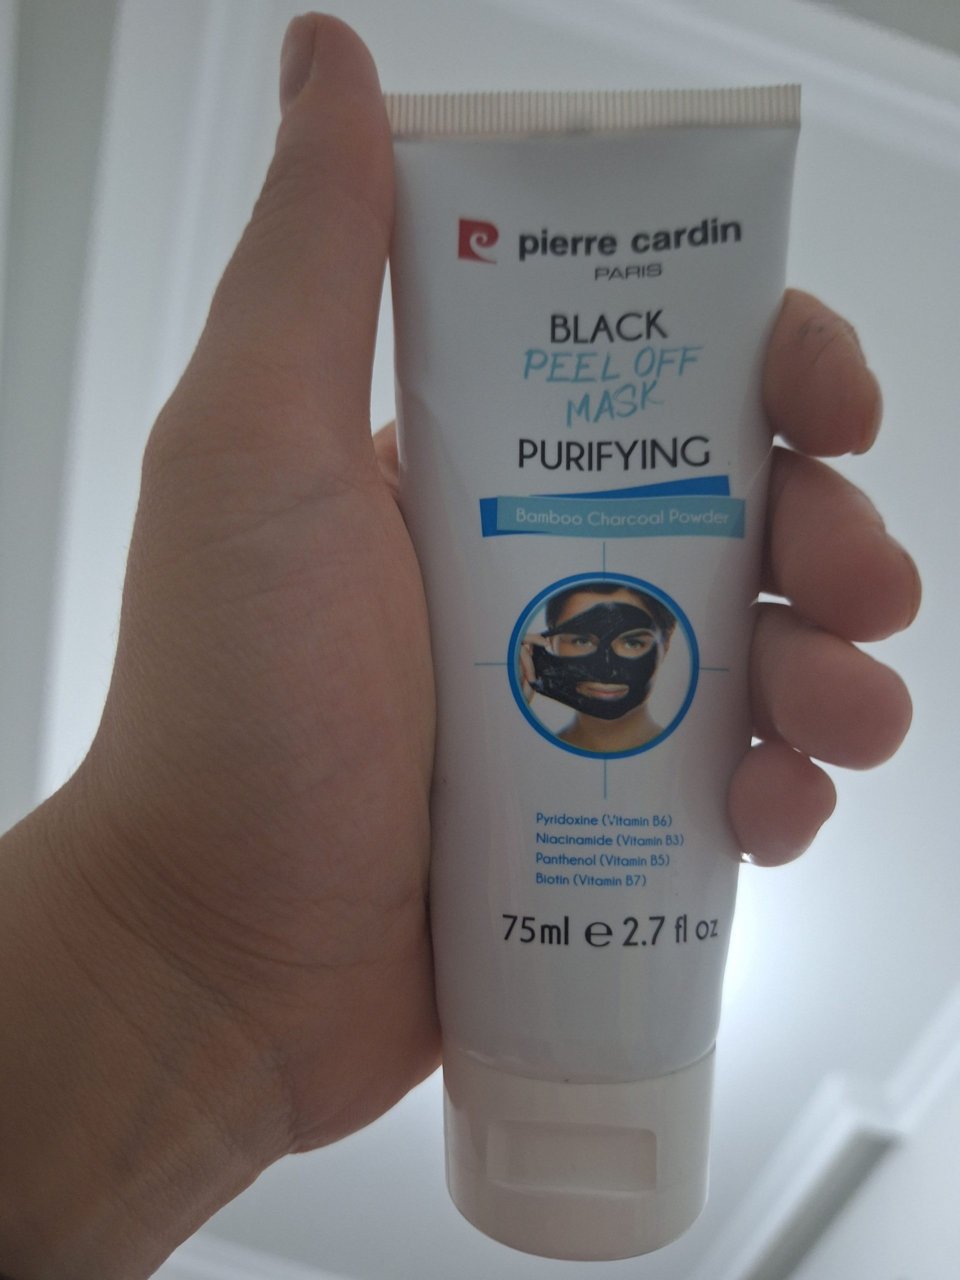 pierre cardin
PARIS
BLACK
PEEL OFF
MASK
PURIFYING
Bamboo Charcoal Powder
Pyridoxine (Vitamin B6)
Niacinamide (Vitamin B3)
Panthenol (Vitamin B5)
Biotin (Vitamin B7)
75ml e 2.7 fl oz